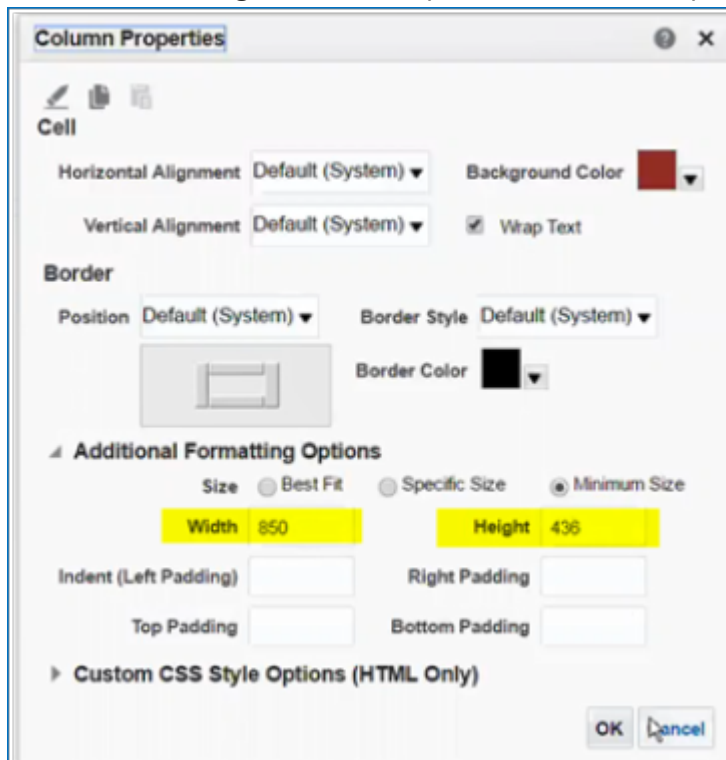 Column Properties
Cell
Horizontal Alignment Default (System) Background Color
Vertical Alignment Default (System) Wrap Text
Border
Position Default (System) Border Style Default (System)
Border Color
Additional Formatting Options
Size Best Fit Specific Size Minimum Size
Width 850 Height 436
Indent (Left Padding) Right Padding
Top Padding Bottom Padding
Custom CSS Style Options (HTML Only)
OK Cancel